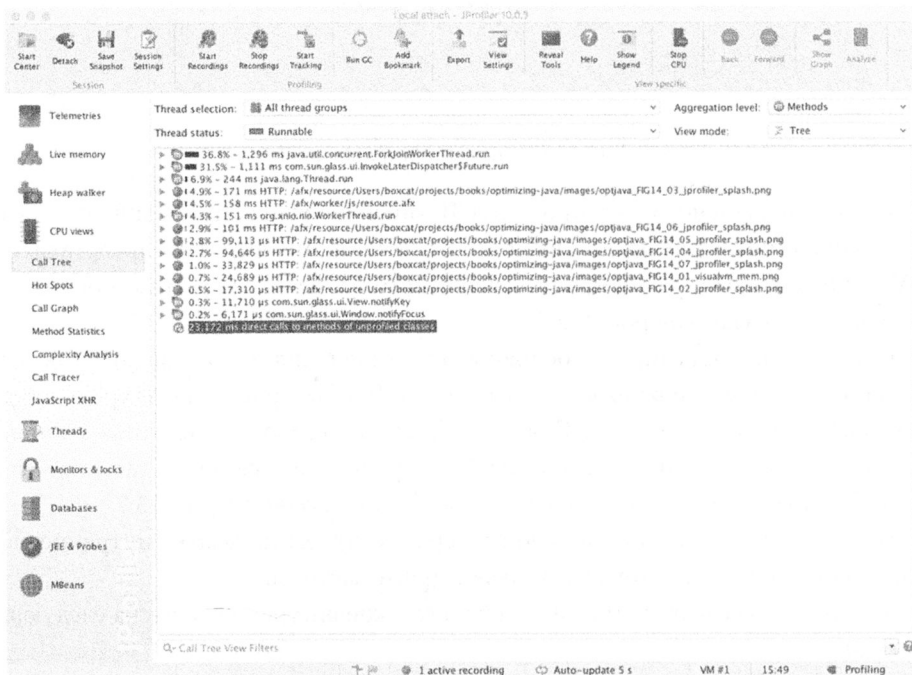 Local attach - JProfiler 10.0.5
Start Center
Detach
Save Snapshot
Session Settings
Start Recordings
Stop Recordings
Start Tracking
Run GC
Add Bookmark
Export
View Settings
Reveal Tools
Help
Show Legend
Stop CPU
Back
Forward
Show Graph
Analyze
Session
Profiling
View specific
Telemetries
Live memory
Heap walker
CPU views
Call Tree
Hot Spots
Call Graph
Method Statistics
Complexity Analysis
Call Tracer
JavaScript XHR
Threads
Monitors & locks
Databases
JEE & Probes
MBeans
Thread selection: All thread groups
Aggregation level: Methods
Thread status: Runnable
View mode: Tree
36.8% - 1,296 ms java.util.concurrent.ForkJoinWorkerThread.run
31.5% - 1,111 ms com.sun.glass.ui.InvokeLaterDispatcher$Future.run
6.9% - 244 ms java.lang.Thread.run
4.9% - 171 ms HTTP: /afx/resource/Users/boxcat/projects/books/optimizing-java/images/optjava_FIG14_03_jprofiler_splash.png
4.5% - 158 ms HTTP: /afx/worker/js/resource.afx
4.3% - 151 ms org.xnio.nio.WorkerThread.run
2.9% - 101 ms HTTP: /afx/resource/Users/boxcat/projects/books/optimizing-java/images/optjava_FIG14_06_jprofiler_splash.png
2.8% - 99,113 µs HTTP: /afx/resource/Users/boxcat/projects/books/optimizing-java/images/optjava_FIG14_05_jprofiler_splash.png
2.7% - 94,646 µs HTTP: /afx/resource/Users/boxcat/projects/books/optimizing-java/images/optjava_FIG14_04_jprofiler_splash.png
1.0% - 33,829 µs HTTP: /afx/resource/Users/boxcat/projects/books/optimizing-java/images/optjava_FIG14_07_jprofiler_splash.png
0.7% - 24,689 µs HTTP: /afx/resource/Users/boxcat/projects/books/optimizing-java/images/optjava_FIG14_01_visualvm_mem.png
0.5% - 17,310 µs HTTP: /afx/resource/Users/boxcat/projects/books/optimizing-java/images/optjava_FIG14_02_jprofiler_splash.png
0.3% - 11,710 µs com.sun.glass.ui.View.notifyKey
0.2% - 6,171 µs com.sun.glass.ui.Window.notifyFocus
23,172 ms direct calls to methods of unprofiled classes
Call Tree View Filters
1 active recording
Auto-update 5 s
VM #1
15:49
Profiling